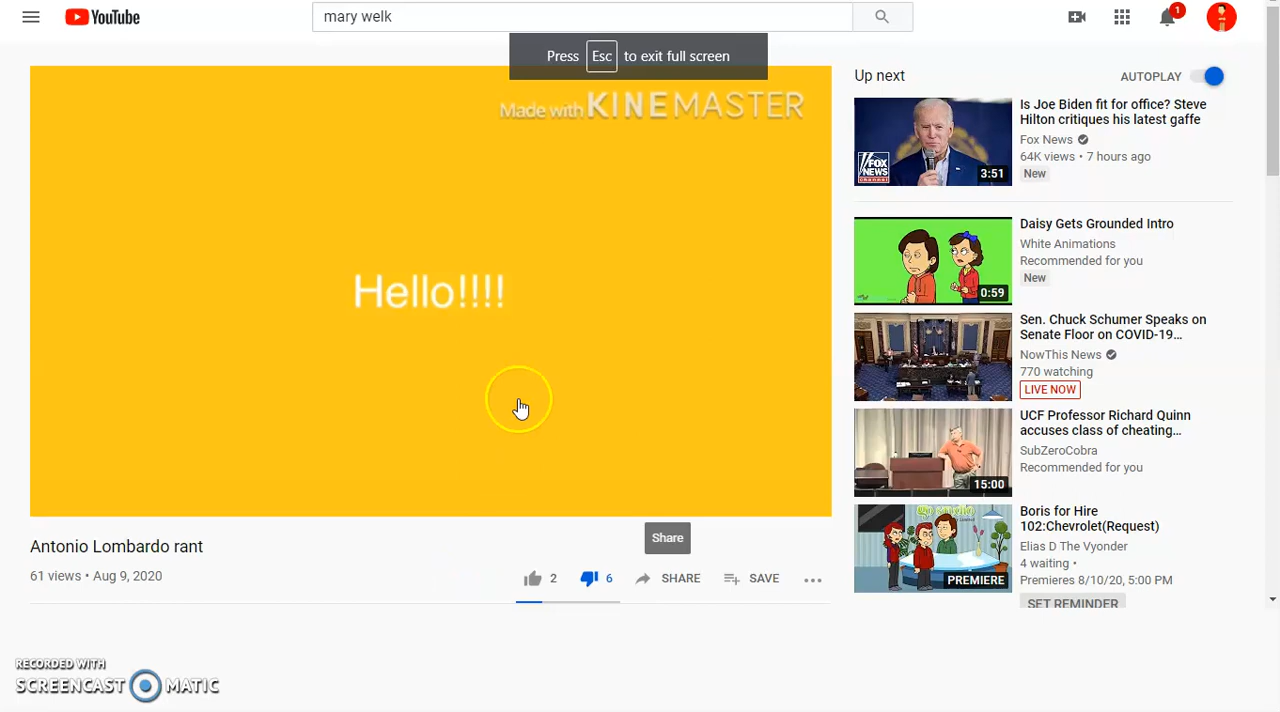 YouTube
mary welk
1
Press Esc to exit full screen
Made with KINEMASTER
Hello!!!!
Share
Antonio Lombardo rant
61 views • Aug 9, 2020
2
6
SHARE
SAVE
Up next
AUTOPLAY
FOX
NEWS
channel
3:51
Is Joe Biden fit for office? Steve
Hilton critiques his latest gaffe
Fox News
64K views • 7 hours ago
New
0:59
Daisy Gets Grounded Intro
White Animations
Recommended for you
New
Sen. Chuck Schumer Speaks on
Senate Floor on COVID-19...
NowThis News
770 watching
LIVE NOW
15:00
UCF Professor Richard Quinn
accuses class of cheating...
SubZeroCobra
Recommended for you
PREMIERE
Boris for Hire
102:Chevrolet(Request)
Elias D The Vyonder
4 waiting •
Premieres 8/10/20, 5:00 PM
SET REMINDER
RECORDED WITH
SCREENCAST MATIC